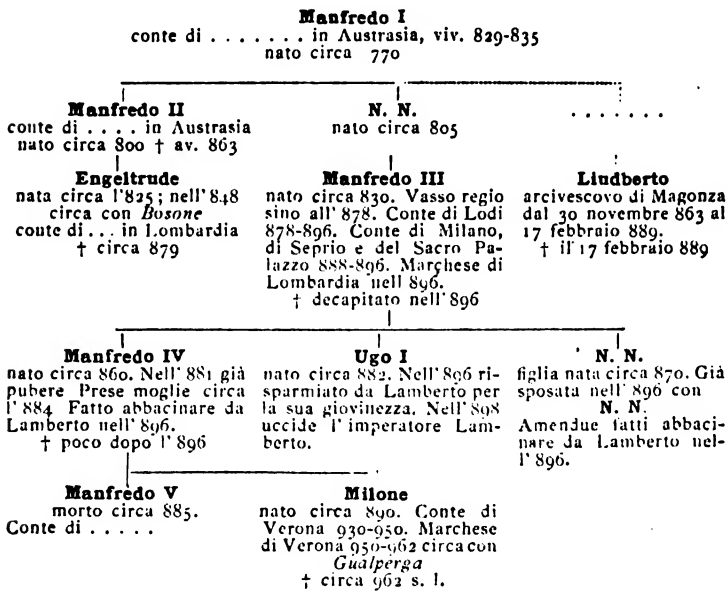 Manfredo I
conte di . . . . . . . . in Austrasia, viv. 829-835
nato circa 770
Manfredo II
conte di . . . . in Austrasia
nato circa 800 † av. 863
N. N.
nato circa 805
. . . . . . .
Engeltrude
nata circa l'825; nell'848
circa con Bosone
conte di... in Lombardia
† circa 879
Manfredo III
nato circa 830. Vasso regio
sino all' 878. Conte di Lodi
878-896. Conte di Milano,
di Seprio e del Sacro Pa-
lazzo 888-896. Marchese di
Lombardia nell 896.
† decapitato nell' 896
Liudberto
arcivescovo di Magonza
dal 30 novembre 863 al
17 febbraio 889.
† il 17 febbraio 889
Manfredo IV
nato circa 860. Nell' 881 già
pubere Prese moglie circa
l' 884 Fatto abbacinare da
Lamberto nell' 896.
† poco dopo l' 896
Ugo I
nato circa 882. Nell' 896 ri-
sparmiato da Lamberto per
la sua giovinezza. Nell' 898
uccide l' imperatore Lam-
berto.
N. N.
figlia nata circa 870. Già
sposata nell' 896 con
N. N.
Amendue fatti abbaci-
nare da Lamberto nel-
l' 896.
Manfredo V
morto circa 885.
Conte di . . . . .
Milone
nato circa 890. Conte di
Verona 930-950. Marchese
di Verona 950-962 circa con
Gualperga
† circa 962 s. l.